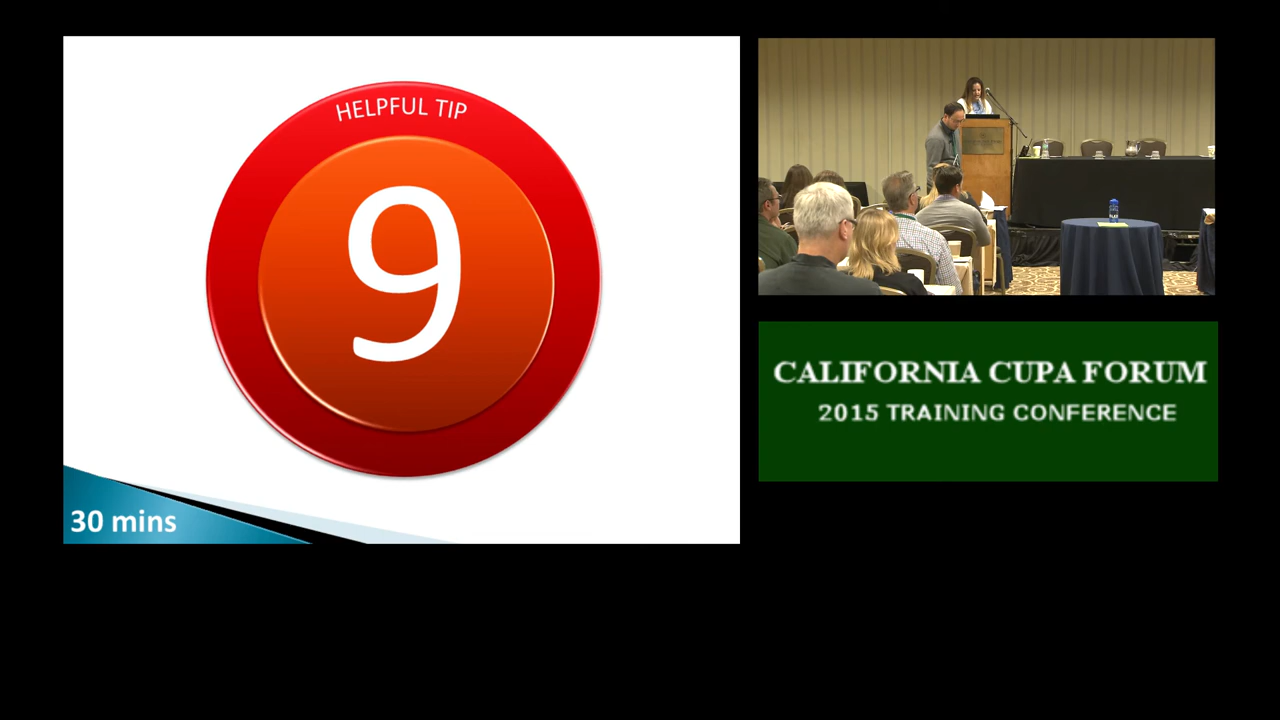 HELPFUL TIP
9
30 mins
CALIFORNIA CUPA FORUM
2015 TRAINING CONFERENCE